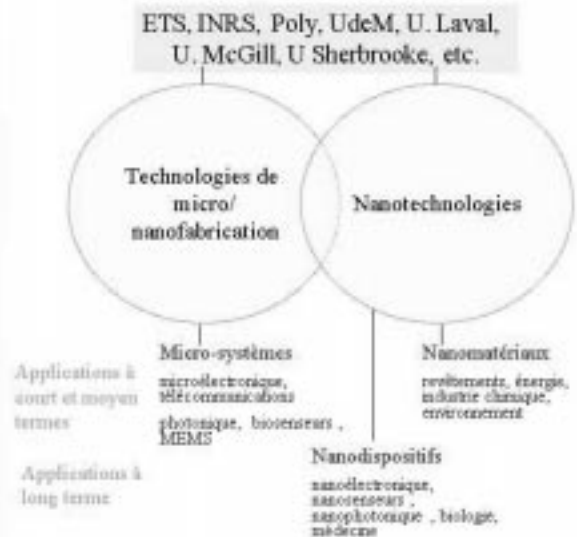 ETS, INRS, Poly, UdeM, U. Laval,
U. McGill, U Sherbrooke, etc.
Technologies de
micro/
nanofabrication
Nanotechnologies
Micro-systèmes
microélectronique,
télécommunications
photonique, biosenseurs ,
MEMS
Nanomatériaux
revêtements, énergie,
industrie chimique,
environnement
Applications à
court et moyen
termes
Nanodispositifs
nanoélectronique,
nanosenseurs ,
nanophotonique , biologie,
médecine
Applications à
long terme